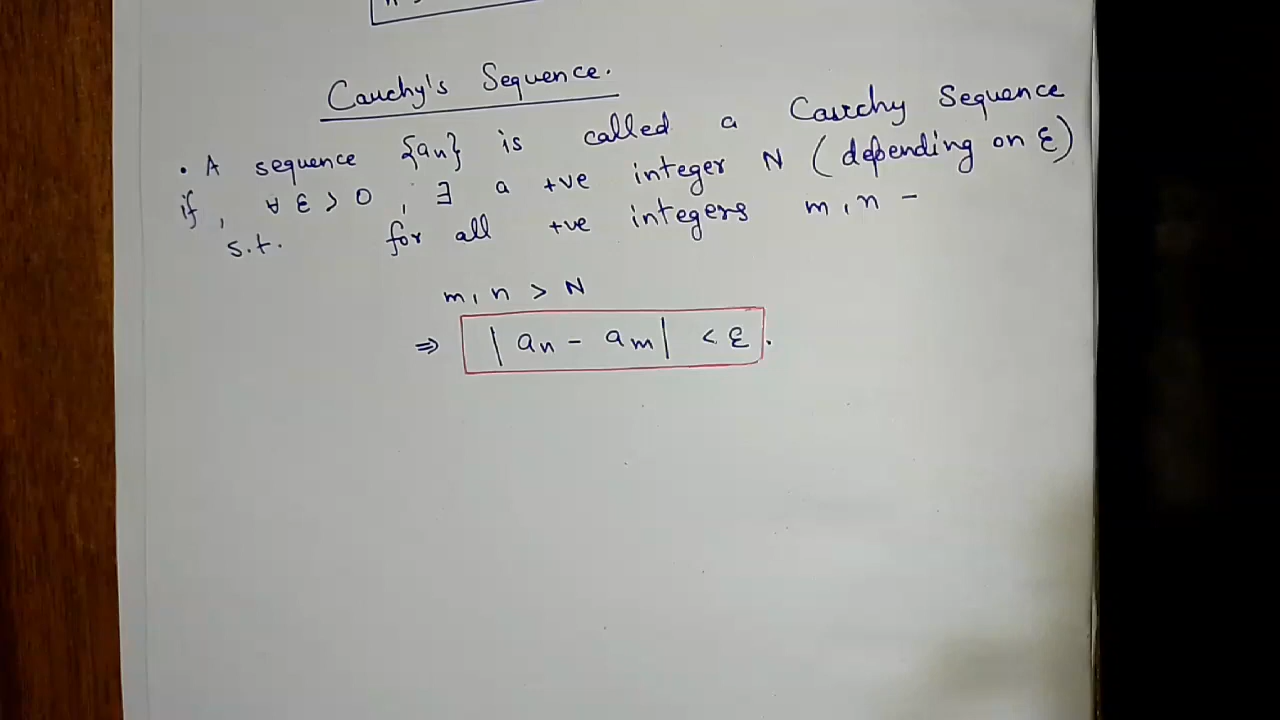 Cauchy's Sequence.
• A sequence {an} is called a Cauchy Sequence
if, ∀ ε > 0, ∃ a +ve integer N (depending on ε)
s.t. for all +ve integers m, n -
m, n > N
⇒ |an - am| < ε.